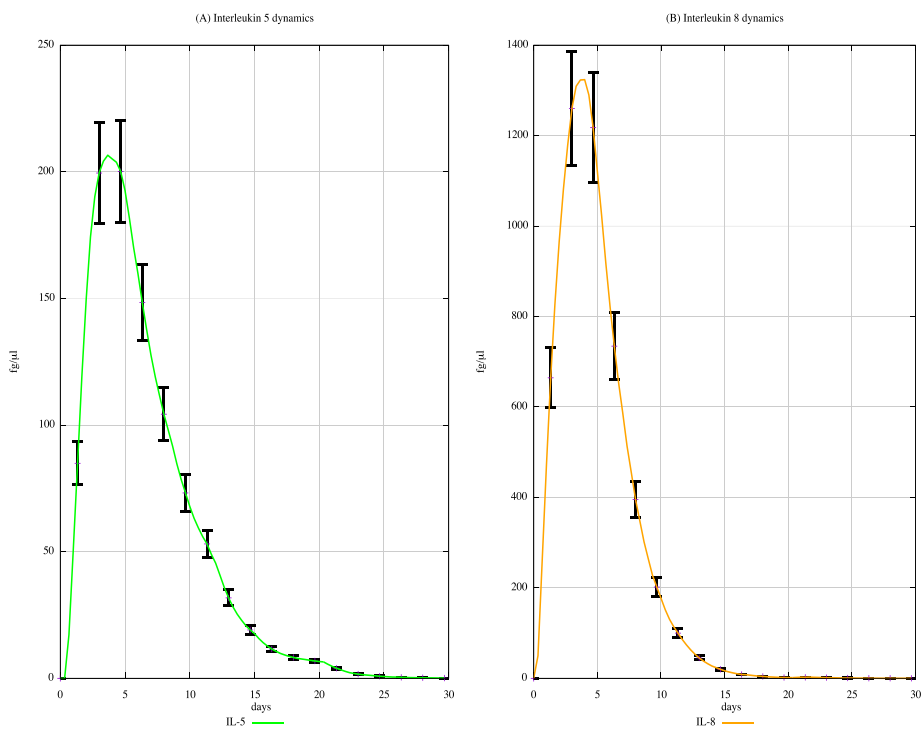 (A) Interleukin 5 dynamics
250
200
150
100
50
0
fg/μl
0 5 10 15 20 25 30
days
IL-5
(B) Interleukin 8 dynamics
1400
1200
1000
800
600
400
200
0
fg/μl
0 5 10 15 20 25 30
days
IL-8